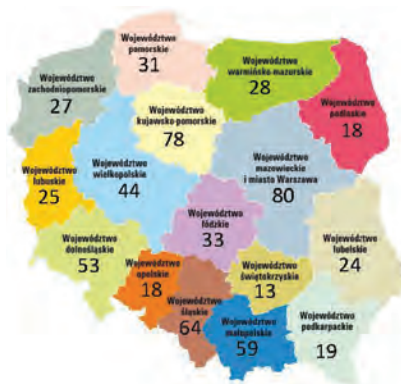 Województwo
pomorskie
31
Województwo
zachodniopomorskie
27
Województwo
warmińsko-mazurskie
28
Województwo
podlaskie
18
Województwo
kujawsko-pomorskie
78
Województwo
lubuskie
25
Województwo
wielkopolskie
44
Województwo
mazowieckie
i miasto Warszawa
80
Województwo
łódzkie
33
Województwo
dolnośląskie
53
Województwo
lubelskie
24
Województwo
opolskie
18
Województwo
świętokrzyskie
13
Województwo
śląskie
64
Województwo
małopolskie
59
Województwo
podkarpackie
19